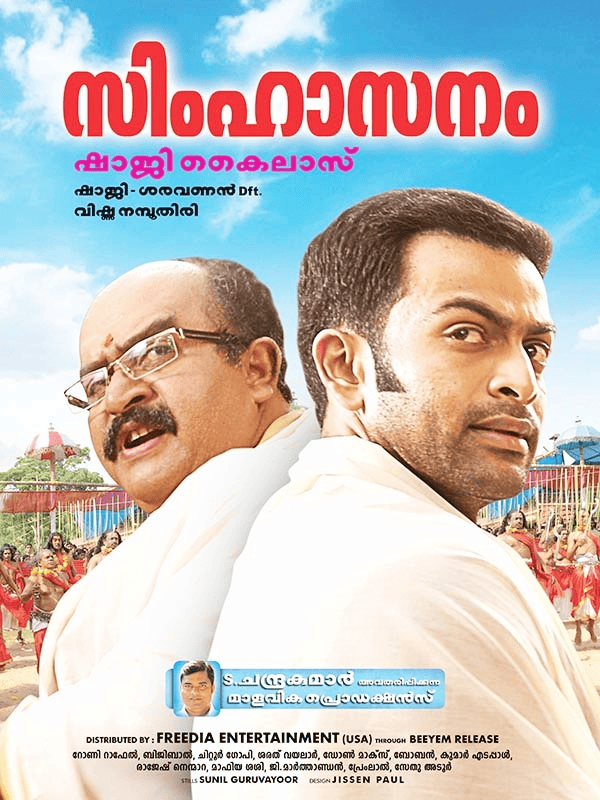 സിംഹാസനം
ഷാജി കൈലാസ്
ഷാജി - ശരവണൻ Dft.
വിഷ്ണു നമ്പൂതിരി
S.ചന്ദ്രകുമാർ അവതരിപ്പിക്കുന്ന
മാളവിക പ്രൊഡക്ഷൻസ്
DISTRIBUTED BY : FREEDIA ENTERTAINMENT (USA) THROUGH BEEYEM RELEASE
റോണി റാഫേൽ, ബിജിബാൽ, ചിറ്റൂർ ഗോപി, ശരത് വയലാർ, ഡോൺ മാക്സ്, ബോബൻ, കുമാർ എടപ്പാൾ,
രാജേഷ് നെന്മാറ, മാഫിയ ശശി, ജി.മാർത്താണ്ഡൻ, പ്രേംലാൽ, സേതു അടൂർ
STILLS SUNIL GURUVAYOOR DESIGN JISSEN PAUL